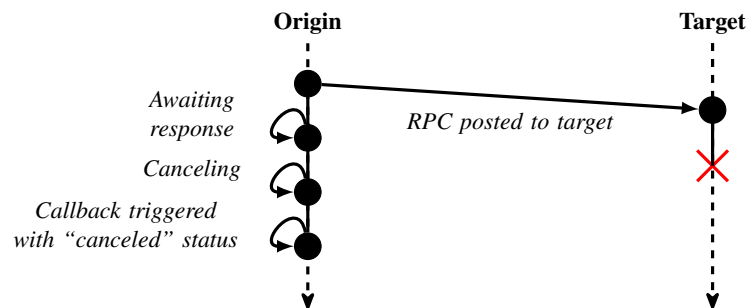 Origin
Target
Awaiting
response
RPC posted to target
Canceling
Callback triggered
with “canceled” status